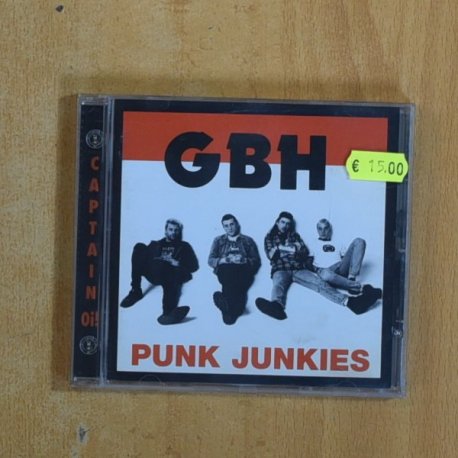 GBH
€ 15.00
PUNK JUNKIES
CAPTAIN Oi!